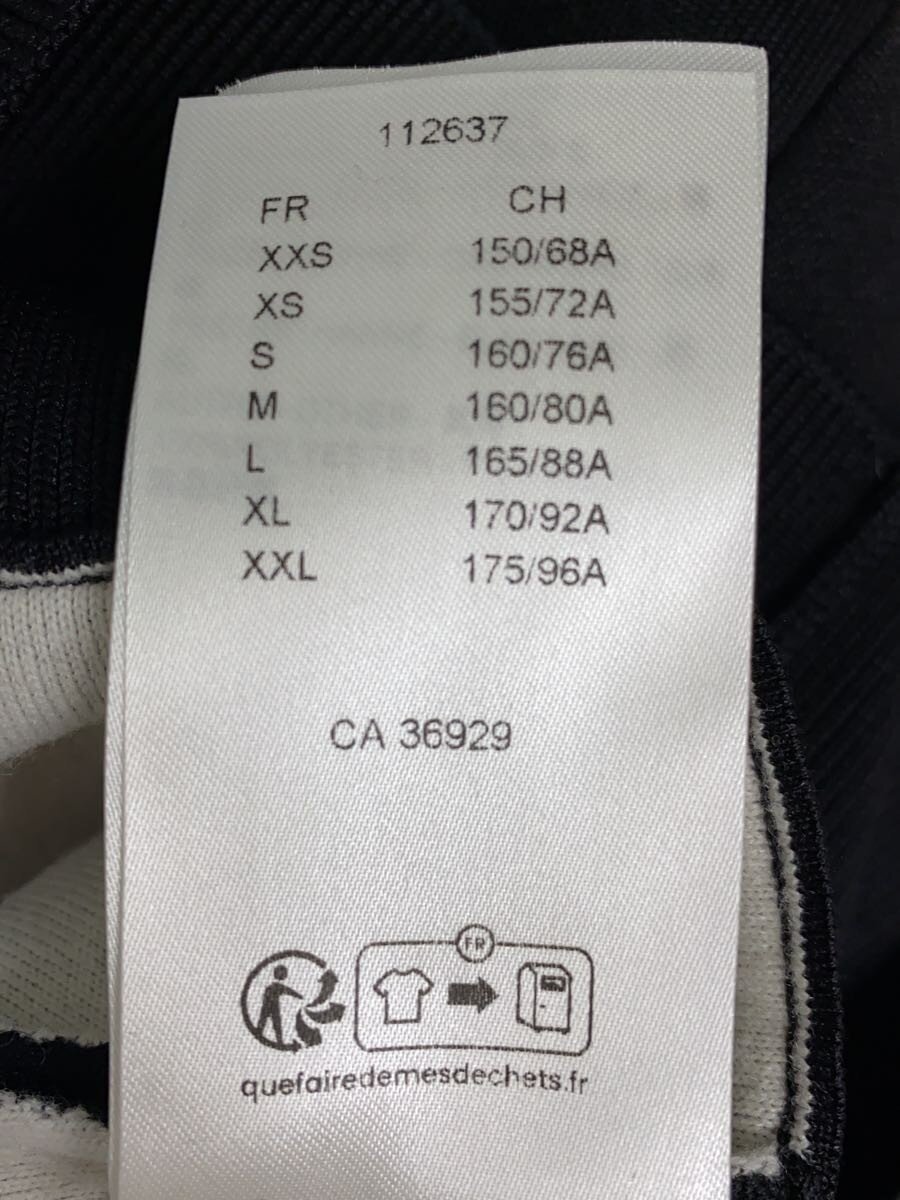 112637
FR CH
XXS 150/68A
XS 155/72A
S 160/76A
M 160/80A
L 165/88A
XL 170/92A
XXL 175/96A
CA 36929
FR
quefairedemesdechets.fr